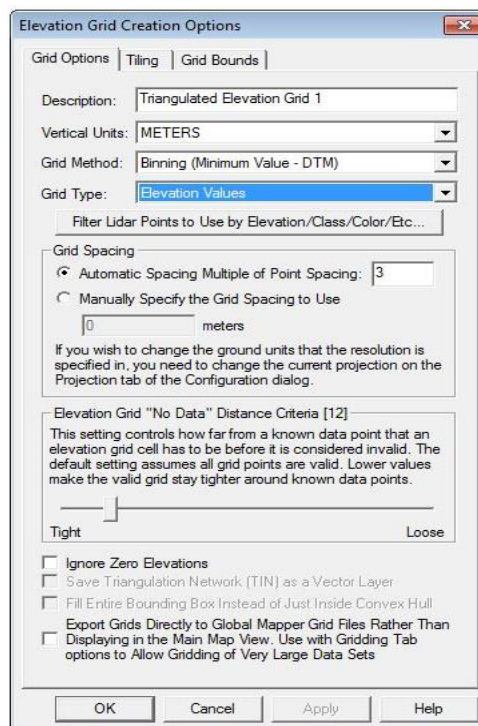 Elevation Grid Creation Options
Grid Options
Tiling
Grid Bounds
Description: Triangulated Elevation Grid 1
Vertical Units: METERS
Grid Method: Binning (Minimum Value - DTM)
Grid Type: Elevation Values
Filter Lidar Points to Use by Elevation/Class/Color/Etc...
Grid Spacing
Automatic Spacing Multiple of Point Spacing: 3
Manually Specify the Grid Spacing to Use
0 meters
If you wish to change the ground units that the resolution is
specified in, you need to change the current projection on the
Projection tab of the Configuration dialog.
Elevation Grid "No Data" Distance Criteria [12]
This setting controls how far from a known data point that an
elevation grid cell has to be before it is considered invalid. The
default setting assumes all grid points are valid. Lower values
make the valid grid stay tighter around known data points.
Tight Loose
Ignore Zero Elevations
Save Triangulation Network (TIN) as a Vector Layer
Fill Entire Bounding Box Instead of Just Inside Convex Hull
Export Grids Directly to Global Mapper Grid Files Rather Than
Displaying in the Main Map View. Use with Gridding Tab
options to Allow Gridding of Very Large Data Sets
OK Cancel Apply Help